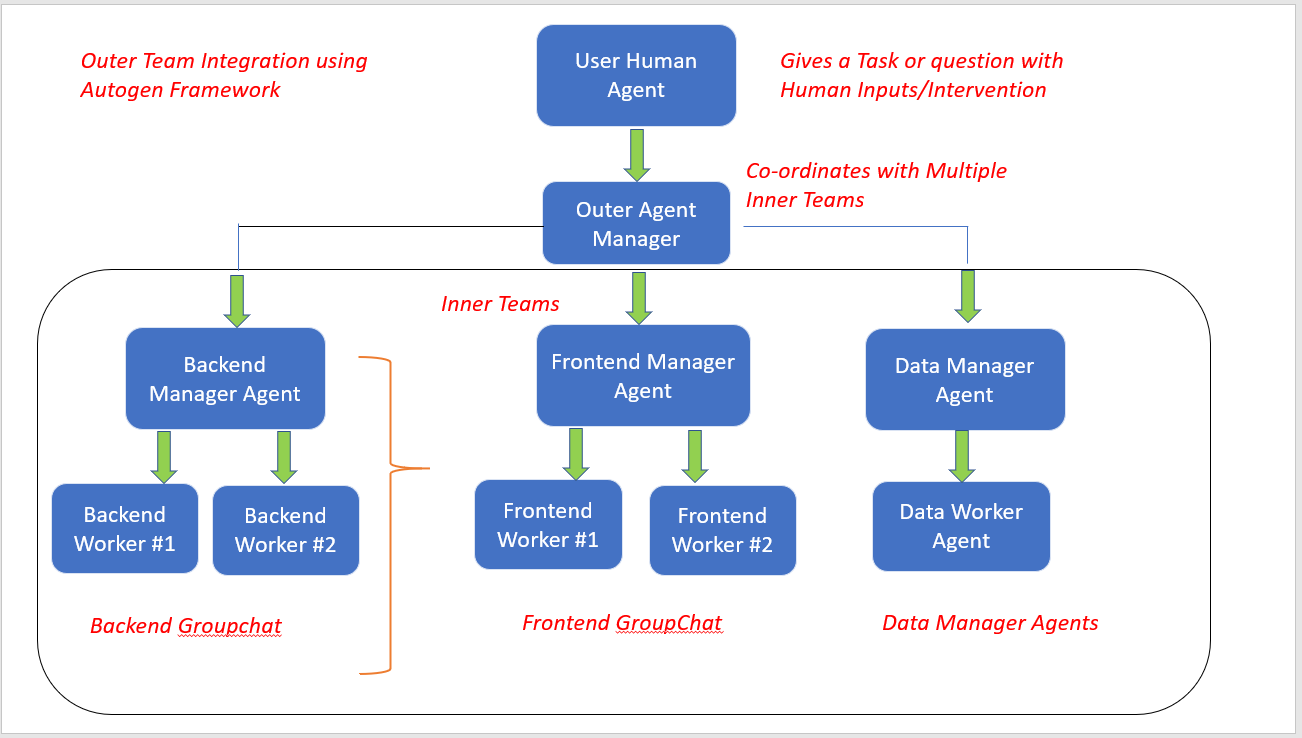 Outer Team Integration using
Autogen Framework
User Human
Agent
Gives a Task or question with
Human Inputs/Intervention
Co-ordinates with Multiple
Inner Teams
Outer Agent
Manager
Inner Teams
Backend
Manager Agent
Frontend Manager
Agent
Data Manager
Agent
Backend
Worker #1
Backend
Worker #2
Frontend
Worker #1
Frontend
Worker #2
Data Worker
Agent
Backend Groupchat
Frontend GroupChat
Data Manager Agents